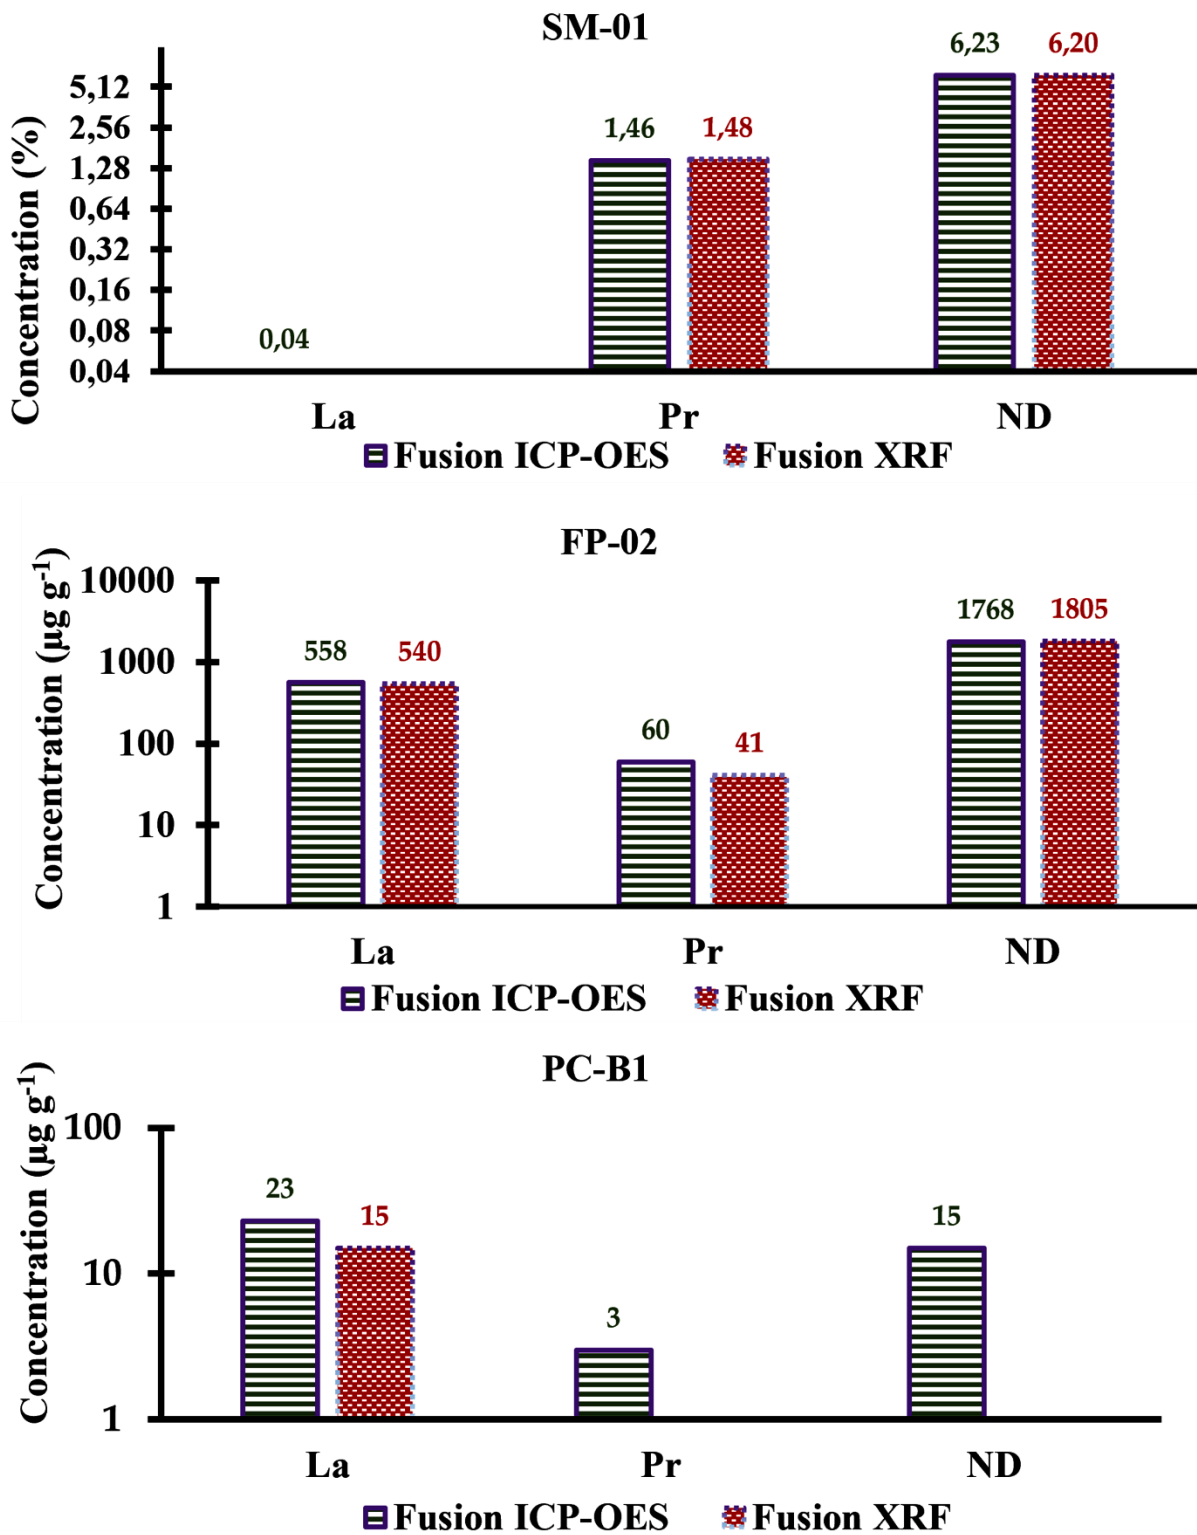 SM-01
Concentration (%)
5,12
2,56
1,28
0,64
0,32
0,16
0,08
0,04
0,04
1,46
1,48
6,23
6,20
La
Pr
ND
Fusion ICP-OES
Fusion XRF
FP-02
Concentration (µg g-1)
10000
1000
100
10
1
558
540
60
41
1768
1805
La
Pr
ND
Fusion ICP-OES
Fusion XRF
PC-B1
Concentration (µg g-1)
100
10
1
23
15
3
15
La
Pr
ND
Fusion ICP-OES
Fusion XRF